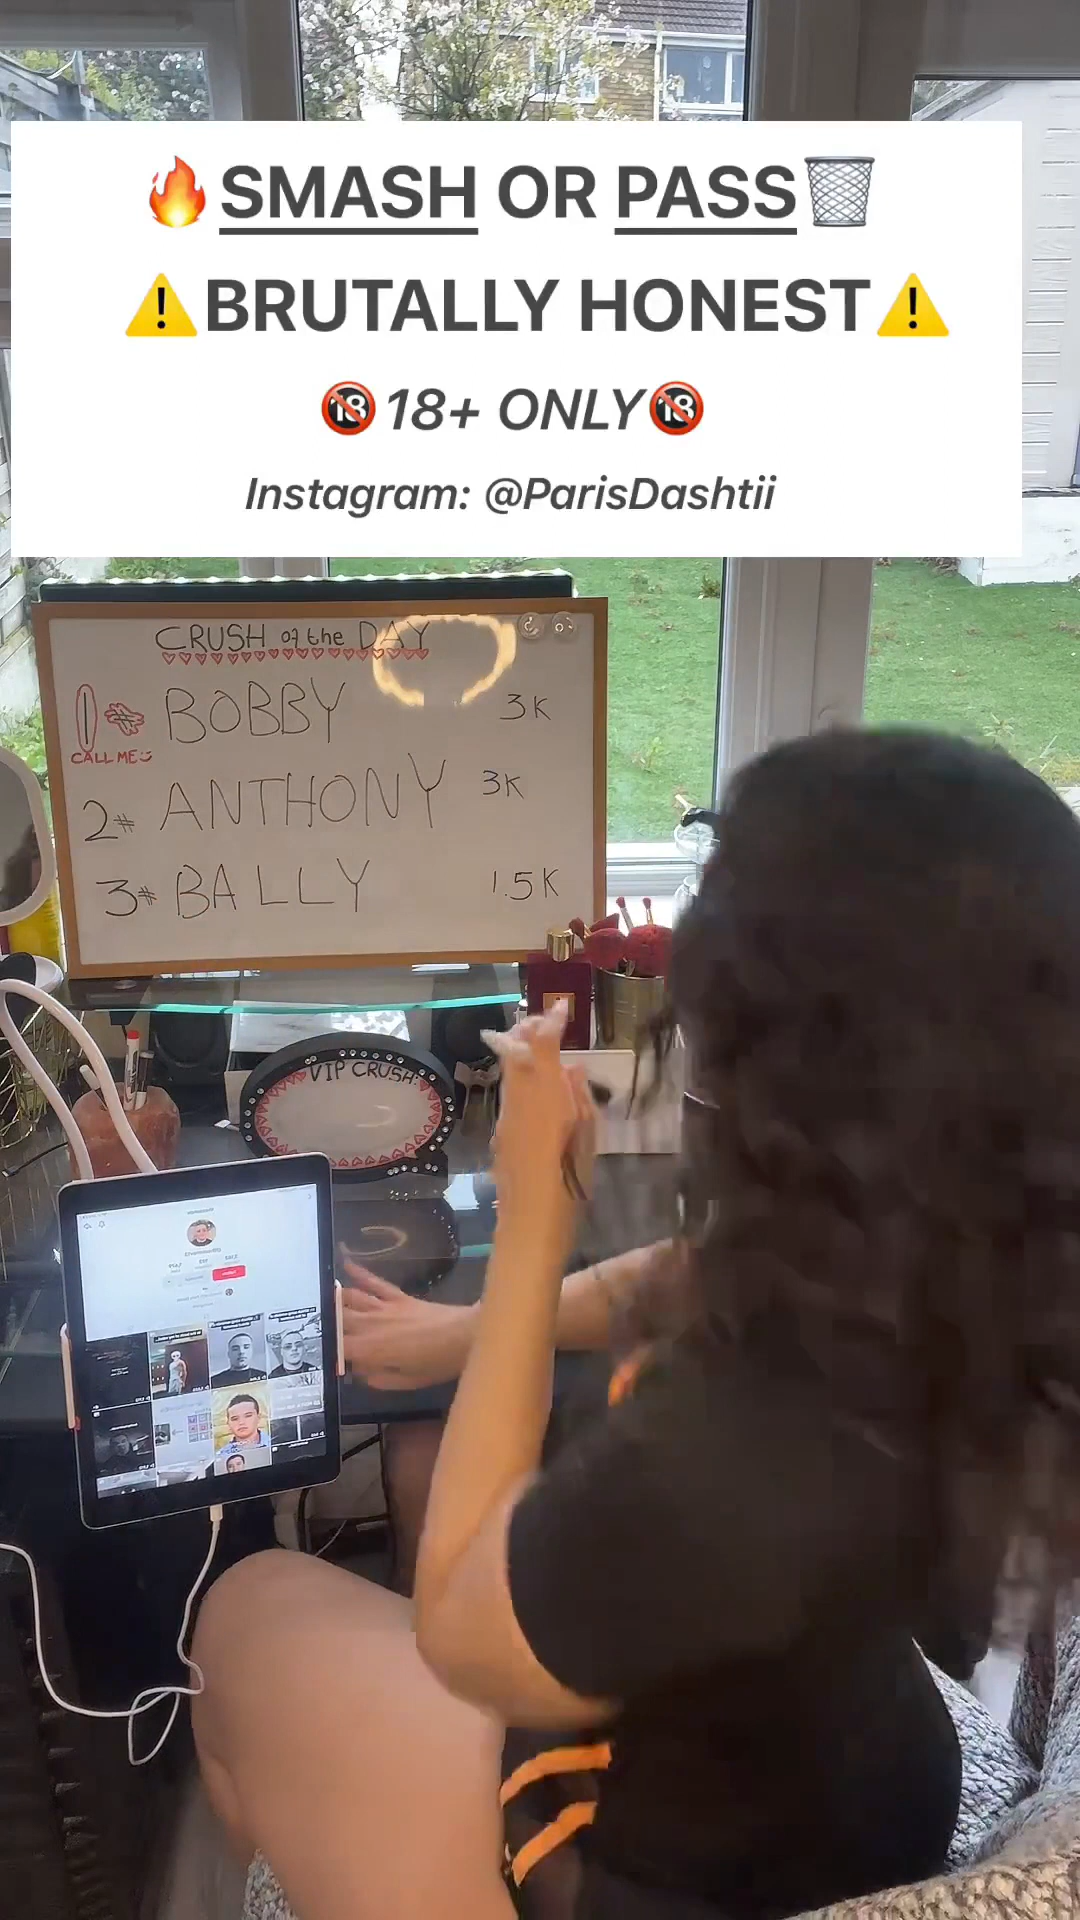 🔥SMASH OR PASS🗑️
⚠️BRUTALLY HONEST⚠️
🔞18+ ONLY🔞
Instagram: @ParisDashtii
CRUSH of the DAY
1# BOBBY 3K
CALL ME
2# ANTHONY 3K
3# BALLY 1.5K
VIP CRUSH: